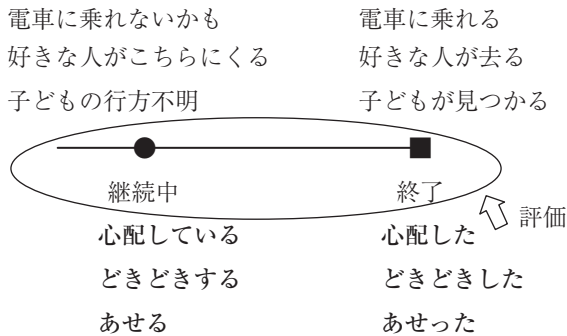 電車に乗れないかも 電車に乗れる
好きな人がこちらにくる 好きな人が去る
子どもの行方不明 子どもが見つかる
継続中 終了
評価
心配している 心配した
どきどきする どきどきした
あせる あせった